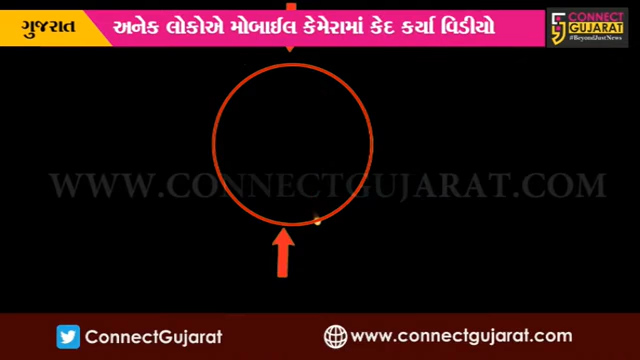 ગુજરાત
અનેક લોકોએ મોબાઈલ કેમેરામાં કેદ કર્યા વિડીયો
CONNECT
GUJARAT
#BeyondJustNews
WWW.CONNECTGUJARAT.COM
ConnectGujarat
www.connectgujarat.com